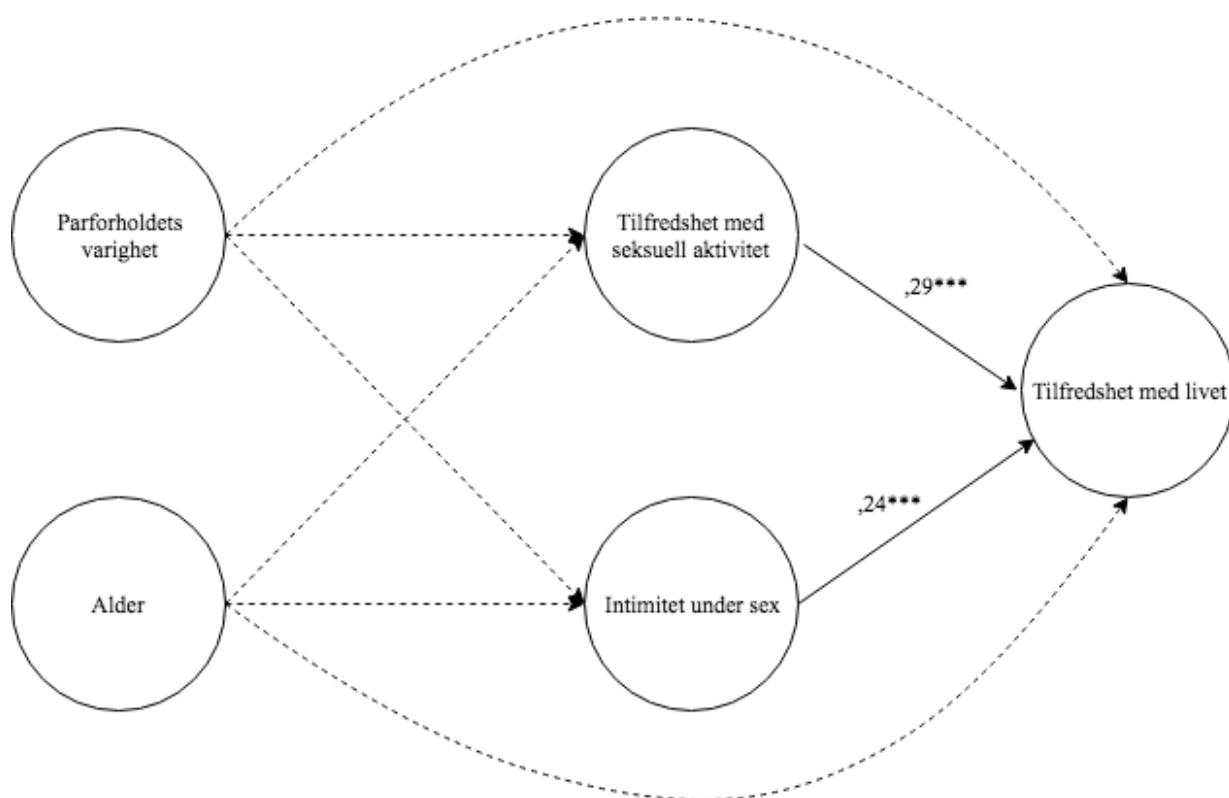 Parforholdets
varighet
Tilfredshet med
seksuell aktivitet
,29***
Tilfredshet med livet
,24***
Alder
Intimitet under sex